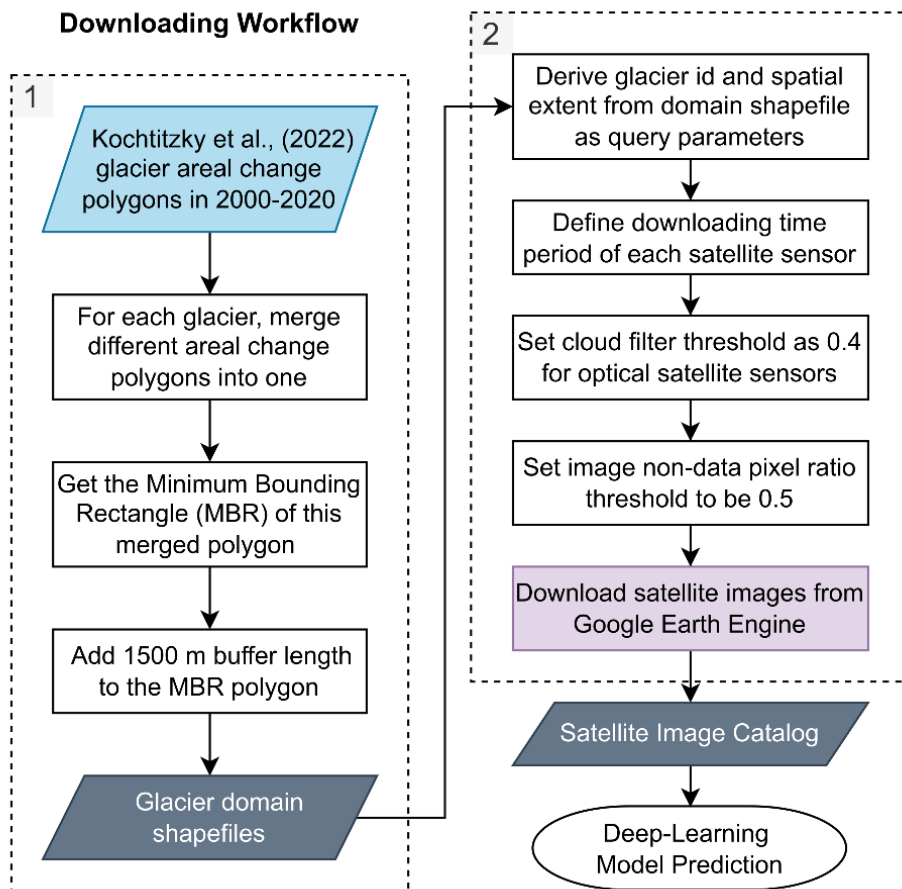 Downloading Workflow
1
Kochtitzky et al., (2022)
glacier areal change
polygons in 2000-2020
For each glacier, merge
different areal change
polygons into one
Get the Minimum Bounding
Rectangle (MBR) of this
merged polygon
Add 1500 m buffer length
to the MBR polygon
Glacier domain
shapefiles
2
Derive glacier id and spatial
extent from domain shapefile
as query parameters
Define downloading time
period of each satellite sensor
Set cloud filter threshold as 0.4
for optical satellite sensors
Set image non-data pixel ratio
threshold to be 0.5
Download satellite images from
Google Earth Engine
Satellite Image Catalog
Deep-Learning
Model Prediction